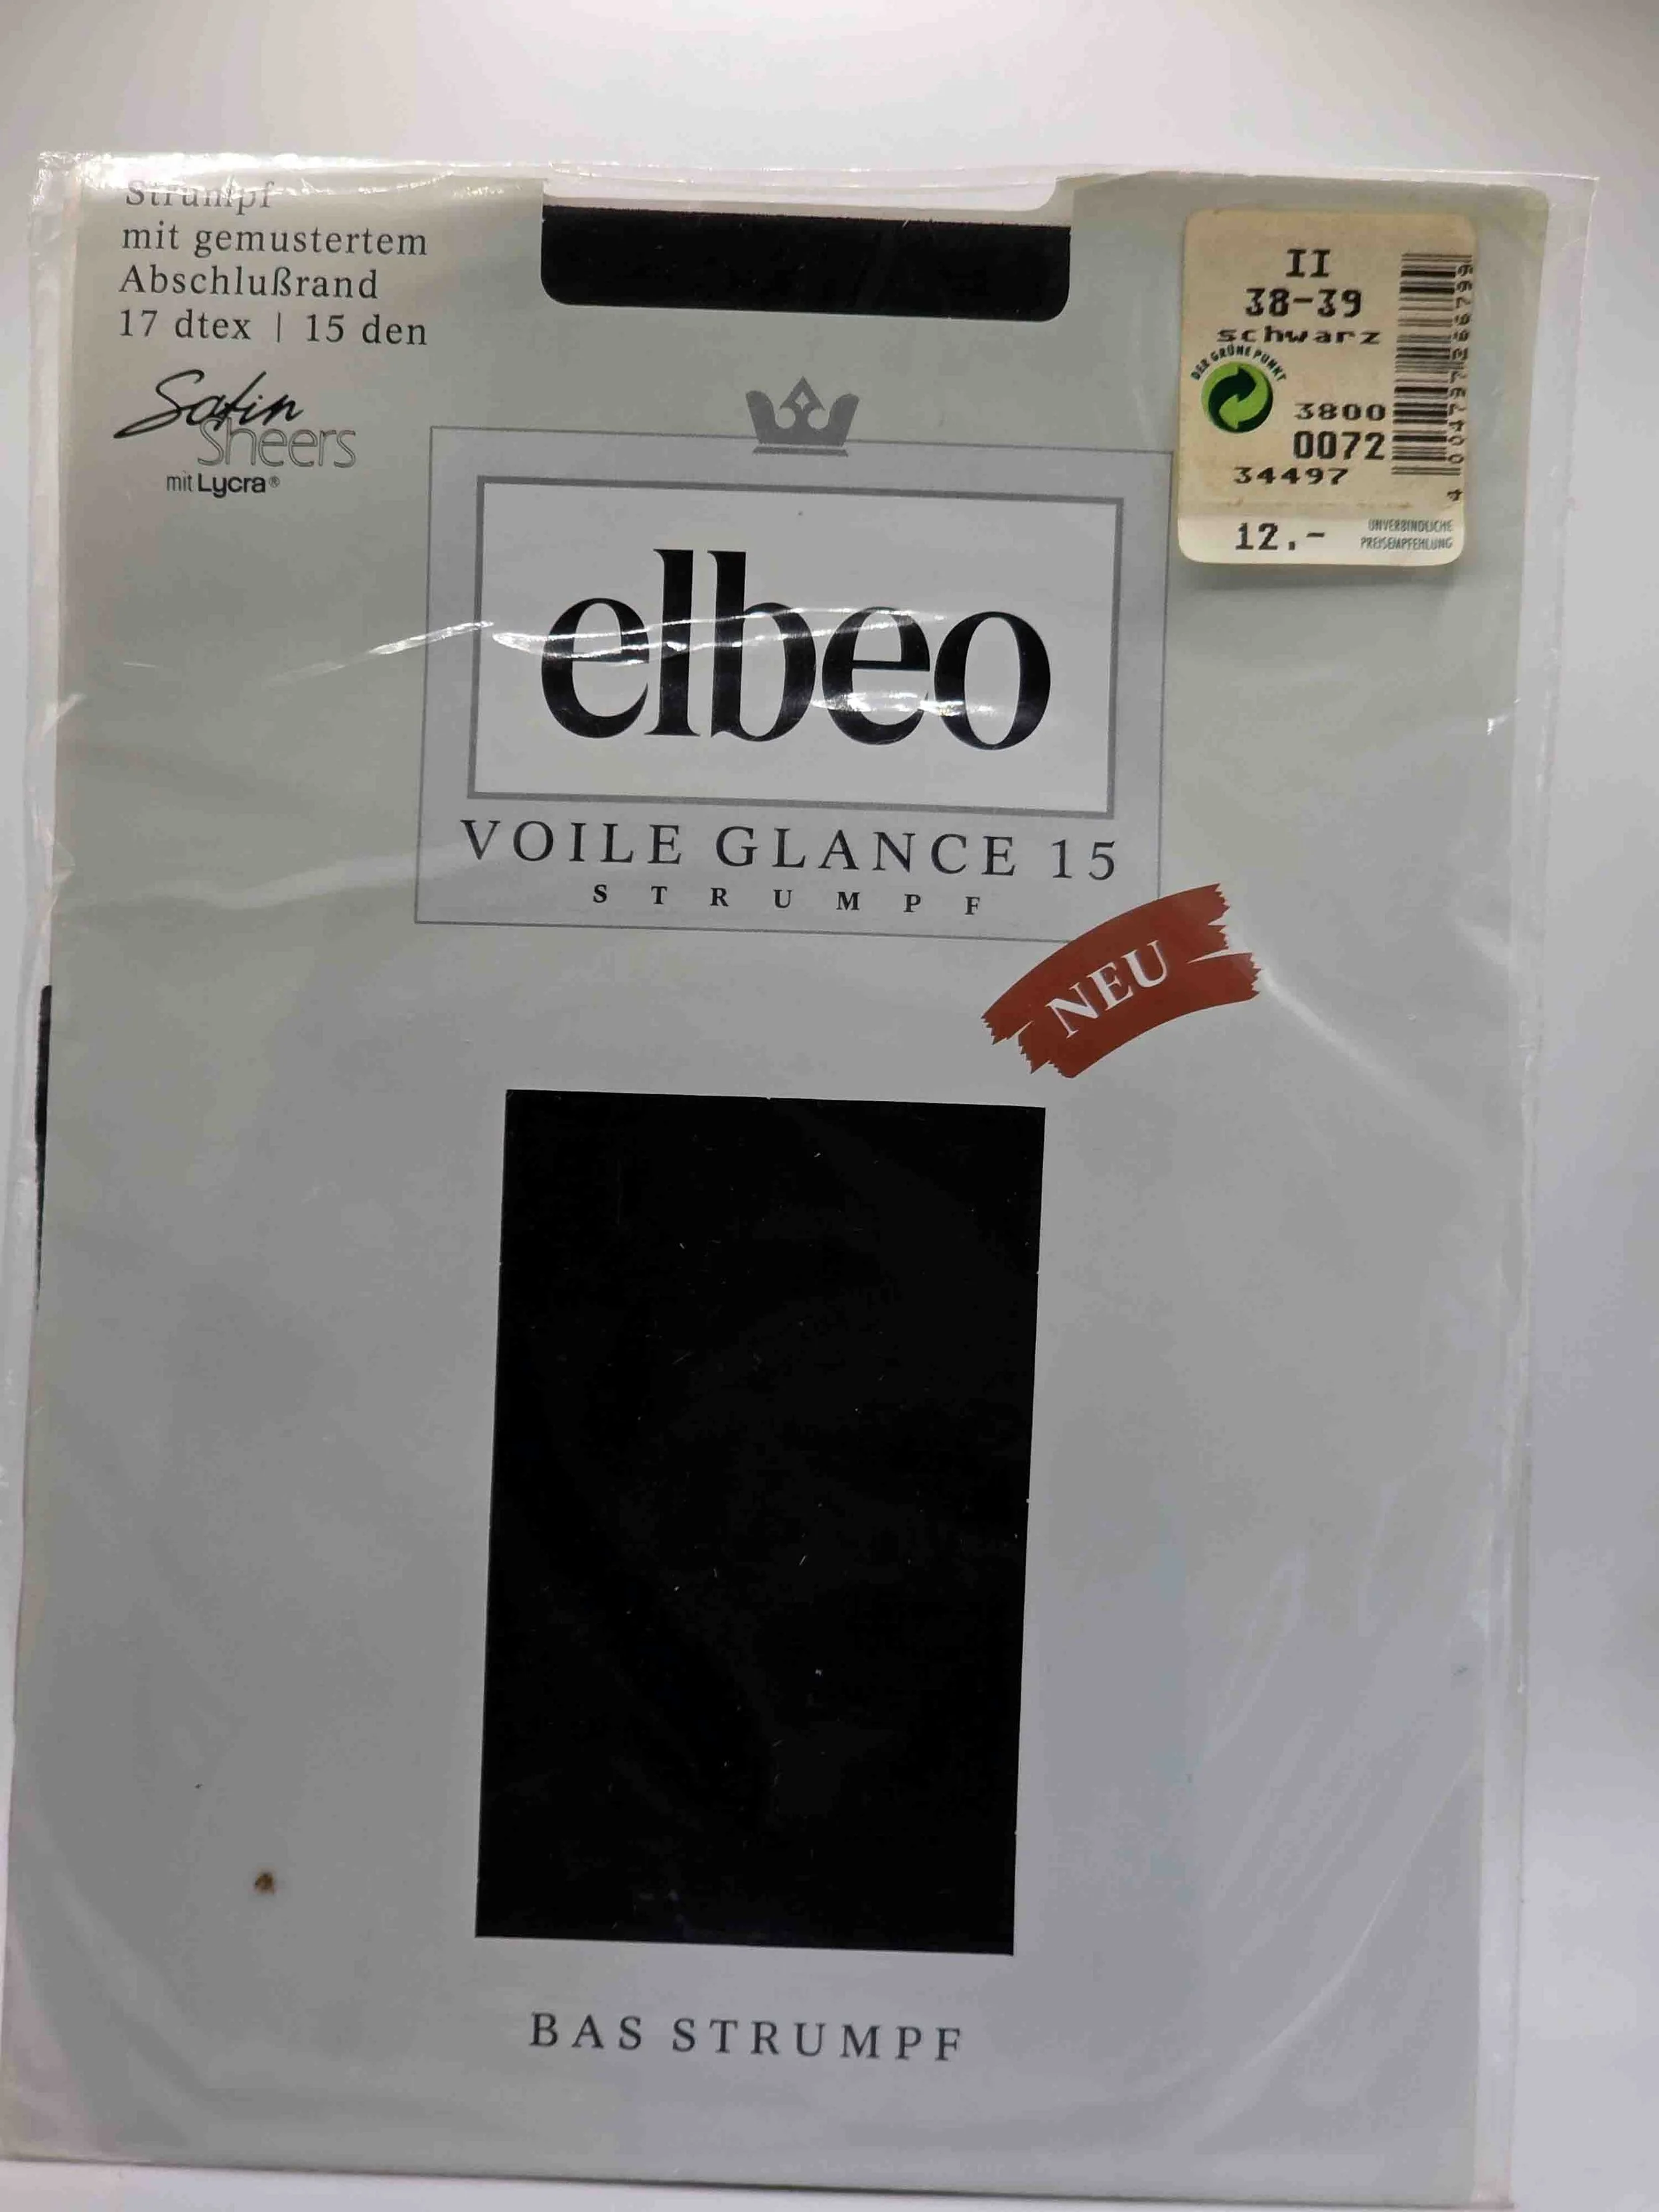 Strumpf
mit gemustertem
Abschlußrand
17 dtex | 15 den
Satin
Sheers
mit Lycra®
II
38-39
schwarz
DER GRÜNE PUNKT
3800
0072
34497
12,-
UNVERBINDLICHE
PREISEMPFEHLUNG
elbeo
VOILE GLANCE 15
STRUMPF
NEU
BAS STRUMPF